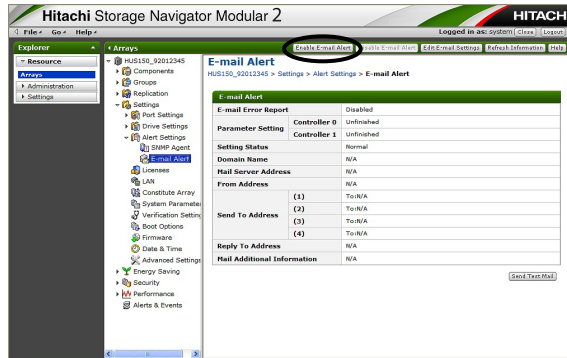 Hitachi Storage Navigator Modular 2
HITACH
File Go Help
Logged in as: system Close Logout
Explorer
Arrays
Enable E-mail Alert Disable E-mail Alert Edit E-mail Settings Refresh Information Help
Resource
Arrays
Administration
Settings
HUS150_92012345
Components
Groups
Replication
Settings
Port Settings
Drive Settings
Alert Settings
SNMP Agent
E-mail Alert
Licenses
LAN
Constitute Array
System Parameter
Verification Setting
Boot Options
Firmware
Date & Time
Advanced Settings
Energy Saving
Security
Performance
Alerts & Events
E-mail Alert
HUS150_92012345 > Settings > Alert Settings > E-mail Alert
E-mail Alert
E-mail Error Report Disabled
Parameter Setting Controller 0 Unfinished
Controller 1 Unfinished
Setting Status Normal
Domain Name N/A
Mail Server Address N/A
From Address N/A
Send To Address (1) To:N/A
(2) To:N/A
(3) To:N/A
(4) To:N/A
Reply To Address N/A
Mail Additional Information N/A
Send Test Mail